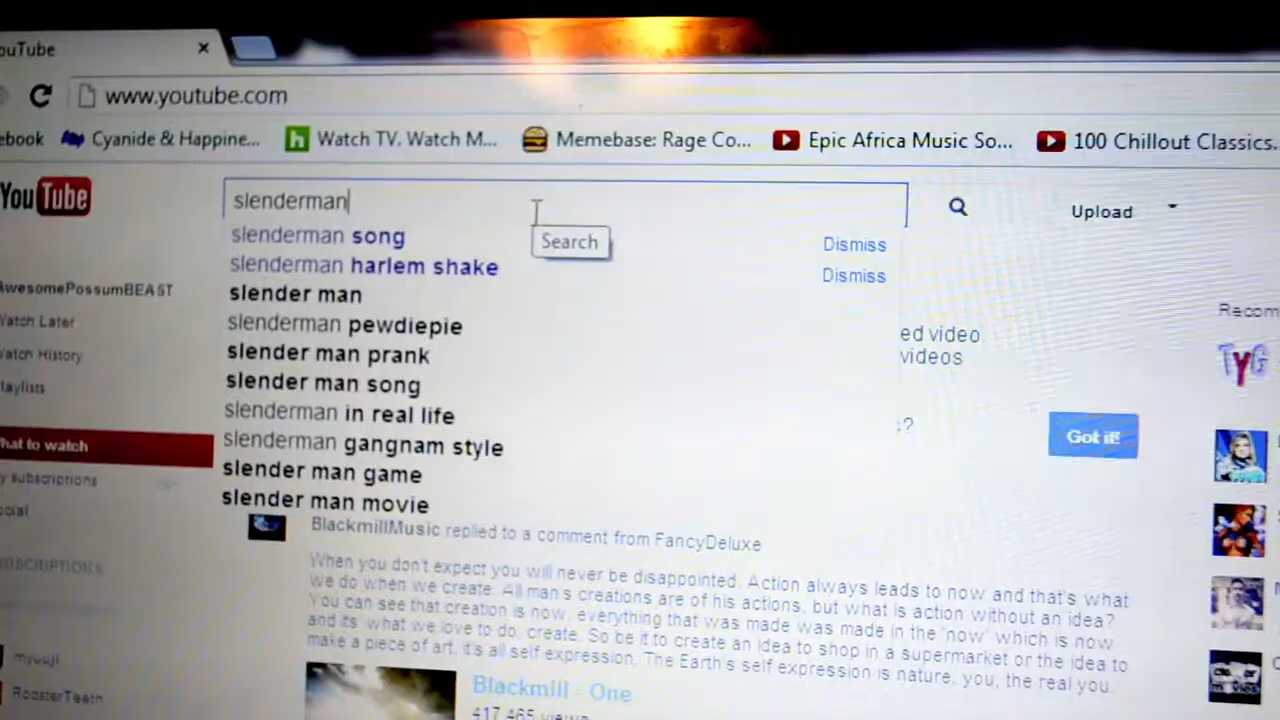 ouTube
www.youtube.com
ebook Cyanide & Happine... Watch TV. Watch M... Memebase: Rage Co... Epic Africa Music So... 100 Chillout Classics.
YouTube
slenderman
Upload
Search
slenderman song Dismiss
slenderman harlem shake Dismiss
slender man
slenderman pewdiepie
slender man prank
slender man song
slenderman in real life
slenderman gangnam style
slender man game
slender man movie
AwesomePossumBEAST
Watch Later
Watch History
laylists
hat to watch
y subscriptions
ocial
BSCRIPTIONS
myuuji
RoosterTeeth
ed video
videos
:?
Got it!
Recom
TYG
BlackmillMusic replied to a comment from FancyDeluxe
When you don't expect you will never be disappointed. Action always leads to now and that's what
we do when we create. All man's creations are of his actions, but what is action without an idea?
You can see that creation is now, everything that was made was made in the 'now' which is now
and its' what we love to do, create. So be it to create an idea to shop in a supermarket or the idea to
make a piece of art, it's all self expression. The Earth's self expression is nature, you, the real you.
Blackmill - One
417,465 views